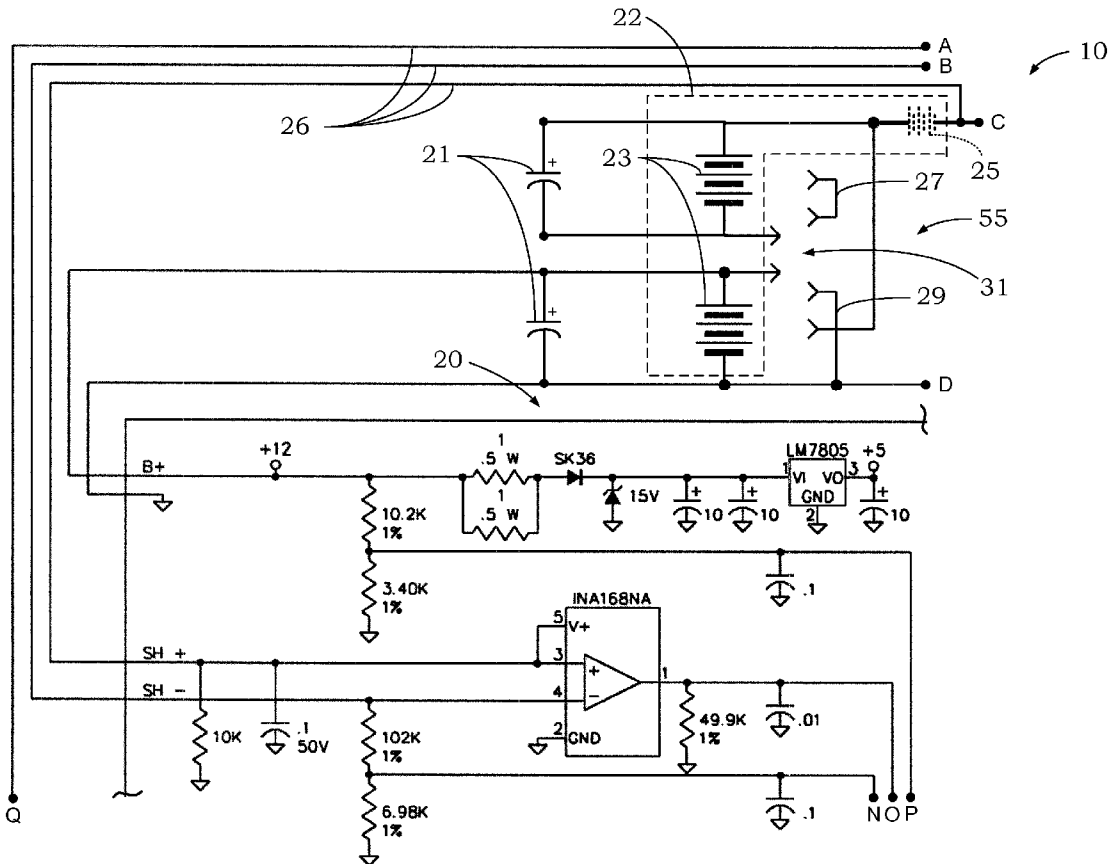 22
A
B
10
26
C
25
21
23
27
55
31
29
20
D
B+
+12
1
.5 W
1
.5 W
SK36
15V
10
10
LM7805
+5
1
VI
VO
3
GND
2
10
10.2K
1%
3.40K
1%
.1
INA168NA
5
V+
SH +
3
+
1
SH -
4
-
2
GND
10K
.1
50V
102K
1%
49.9K
1%
.01
6.98K
1%
.1
Q
N O P